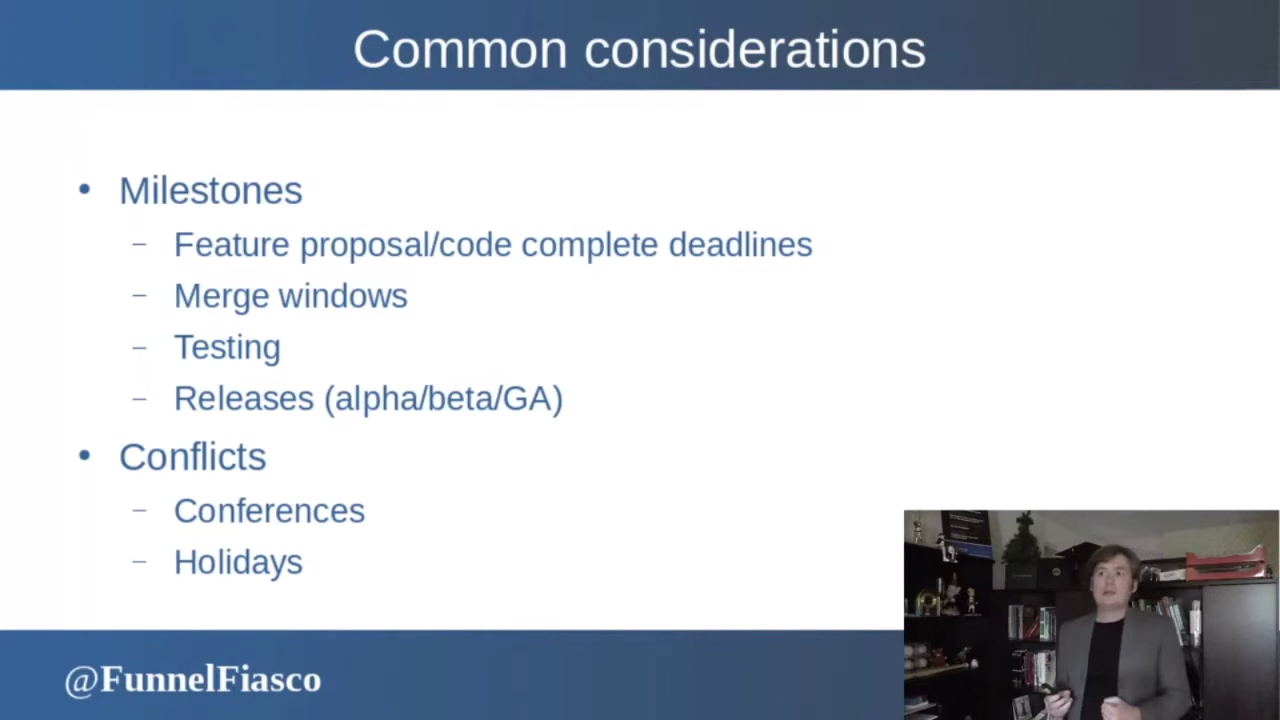 Common considerations
• Milestones
– Feature proposal/code complete deadlines
– Merge windows
– Testing
– Releases (alpha/beta/GA)
• Conflicts
– Conferences
– Holidays
@FunnelFiasco